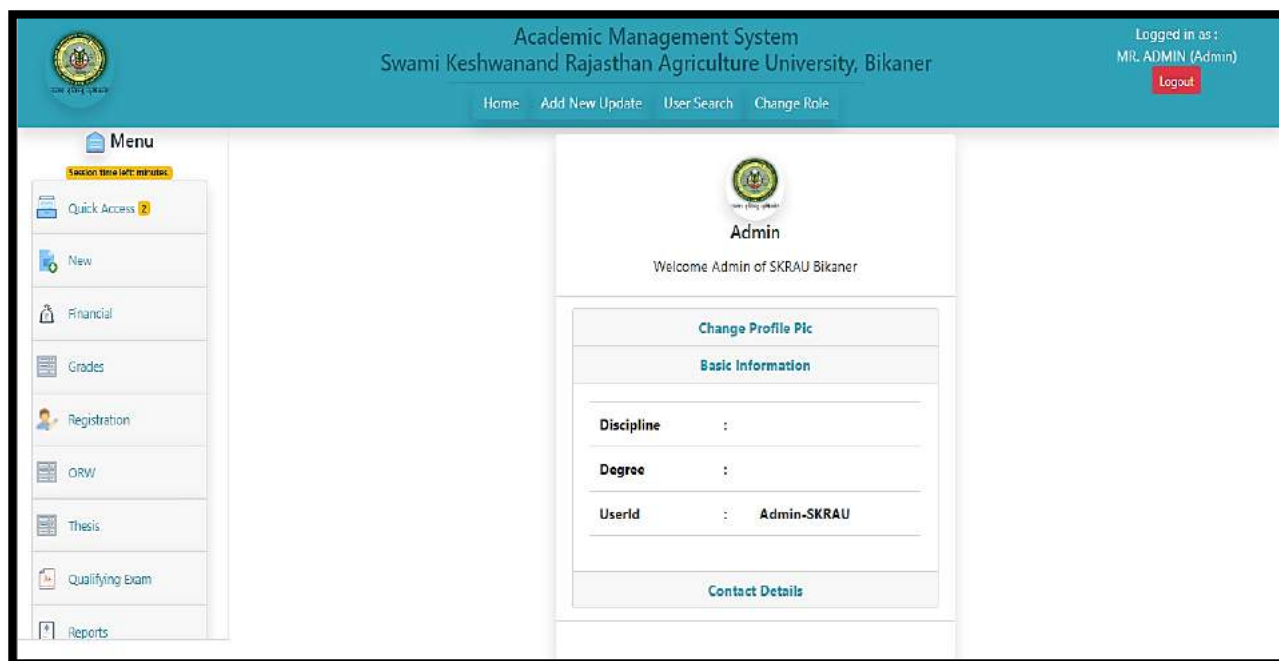 Academic Management System
Swami Keshwanand Rajasthan Agriculture University, Bikaner
Home Add New Update User Search Change Role
Logged in as :
MR. ADMIN (Admin)
Logout
Menu
Session time left: minutes.
Quick Access 2
New
Financial
Grades
Registration
ORW
Thesis
Qualifying Exam
Reports
Admin
Welcome Admin of SKRAU Bikaner
Change Profile Pic
Basic Information
Discipline :
Degree :
UserId : Admin-SKRAU
Contact Details